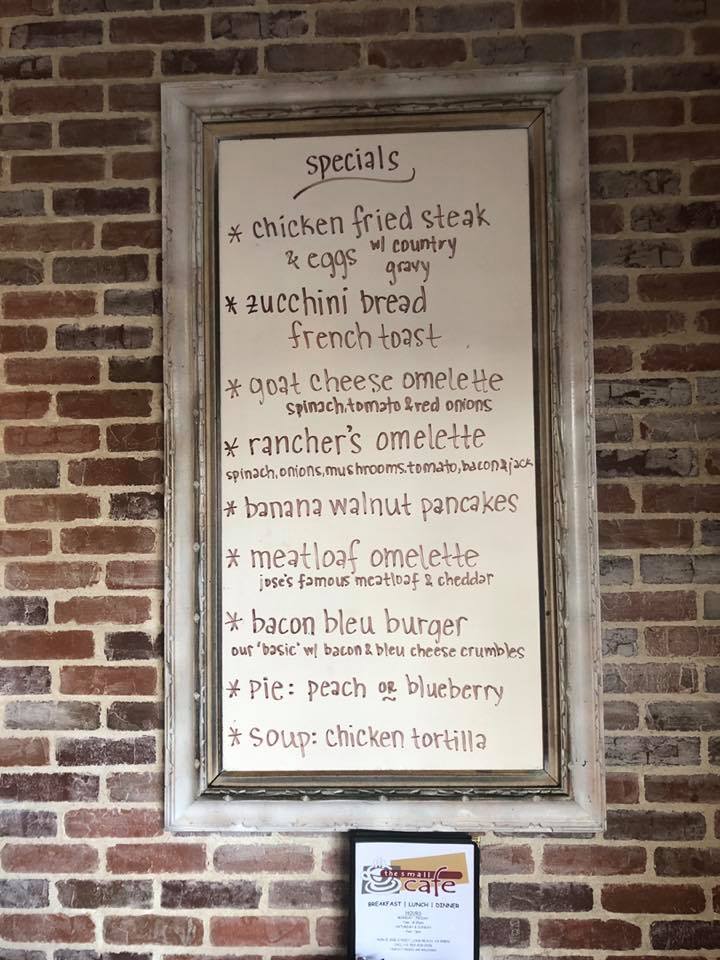 specials
* chicken fried steak
& eggs w/ country
gravy
* zucchini bread
french toast
* goat cheese omelette
spinach, tomato & red onions
* rancher's omelette
spinach, onions, mushrooms, tomato, bacon & jack
* banana walnut pancakes
* meatloaf omelette
jose's famous meatloaf & cheddar
* bacon bleu burger
our 'basic' w/ bacon & bleu cheese crumbles
* pie: peach or blueberry
* soup: chicken tortilla
the small
cafe
BREAKFAST | LUNCH | DINNER
HOURS